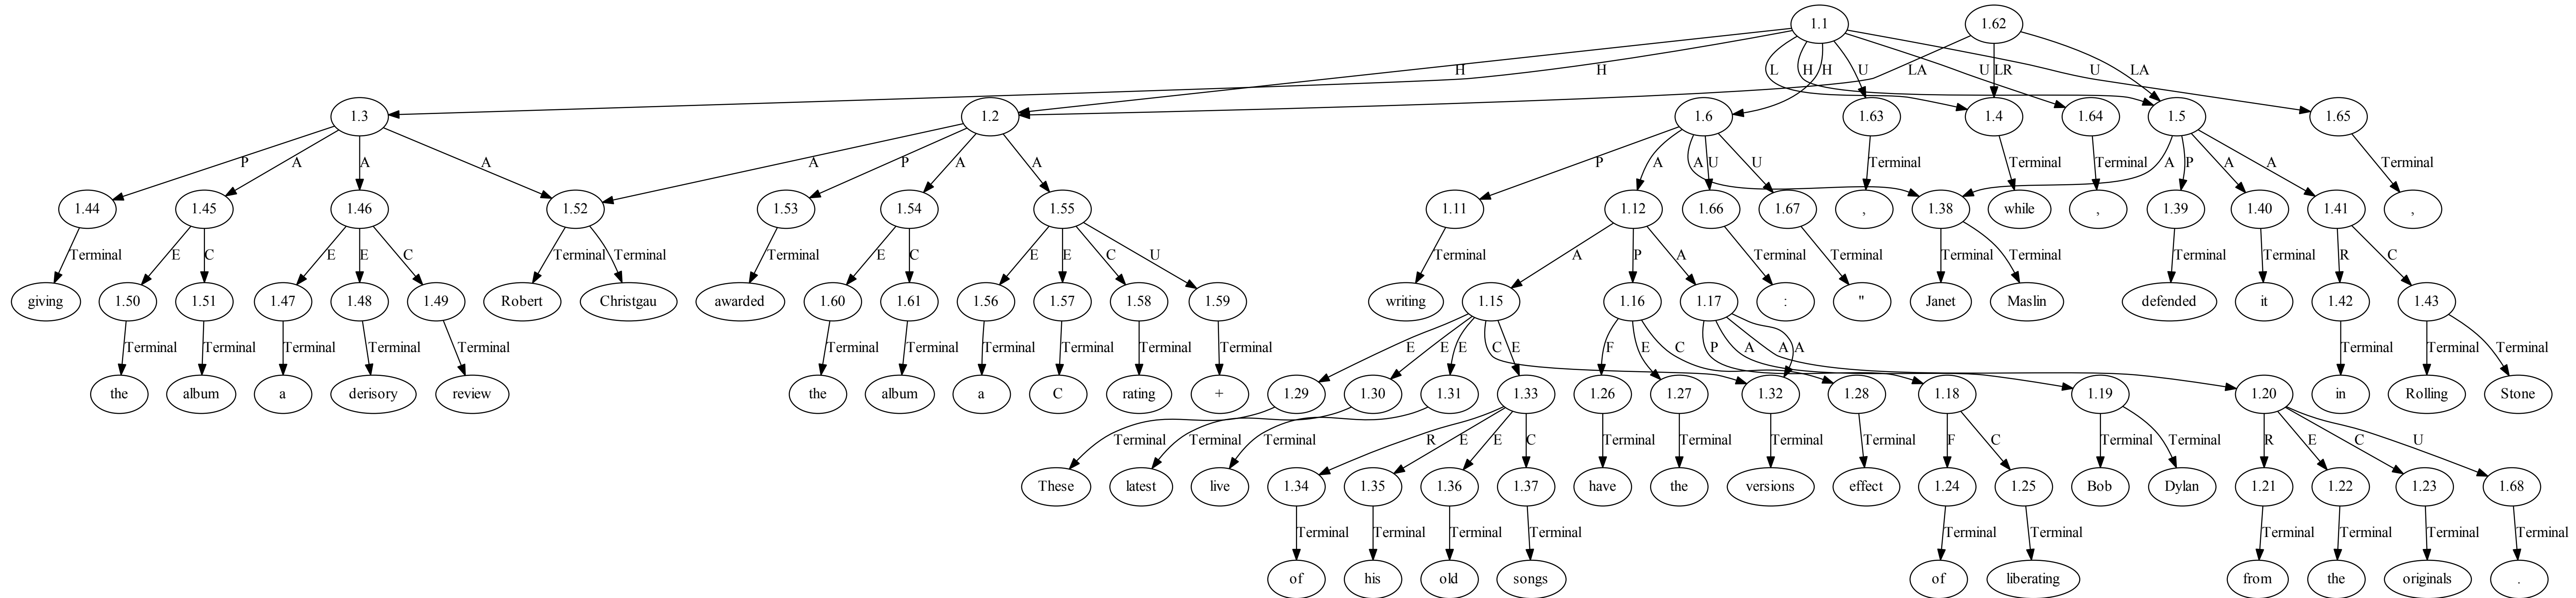 1.1 1.62
H H L H H U U LR U LA LA
1.3 1.2 1.6 1.63 1.4 1.64 1.5 1.65
P A A A A P A A P A A U U Terminal Terminal Terminal A P A A Terminal
1.44 1.45 1.46 1.52 1.53 1.54 1.55 1.11 1.12 1.66 1.67 , 1.38 while , 1.39 1.40 1.41 ,
Terminal E C E E C Terminal Terminal Terminal E C E E C U Terminal A P A Terminal Terminal Terminal Terminal Terminal Terminal R C
giving 1.50 1.51 1.47 1.48 1.49 Robert Christgau awarded 1.60 1.61 1.56 1.57 1.58 1.59 writing 1.15 1.16 1.17 : " Janet Maslin defended it 1.42 1.43
Terminal Terminal Terminal Terminal Terminal Terminal Terminal Terminal Terminal Terminal Terminal E E E C E F E C P A A A Terminal Terminal Terminal
the album a derisory review the album a C rating + 1.29 1.30 1.31 1.33 1.26 1.27 1.32 1.28 1.18 1.19 1.20 in Rolling Stone
Terminal Terminal Terminal R E E C Terminal Terminal Terminal Terminal F C Terminal Terminal R E C U
These latest live 1.34 1.35 1.36 1.37 have the versions effect 1.24 1.25 Bob Dylan 1.21 1.22 1.23 1.68
Terminal Terminal Terminal Terminal Terminal Terminal Terminal Terminal Terminal Terminal
of his old songs of liberating from the originals .